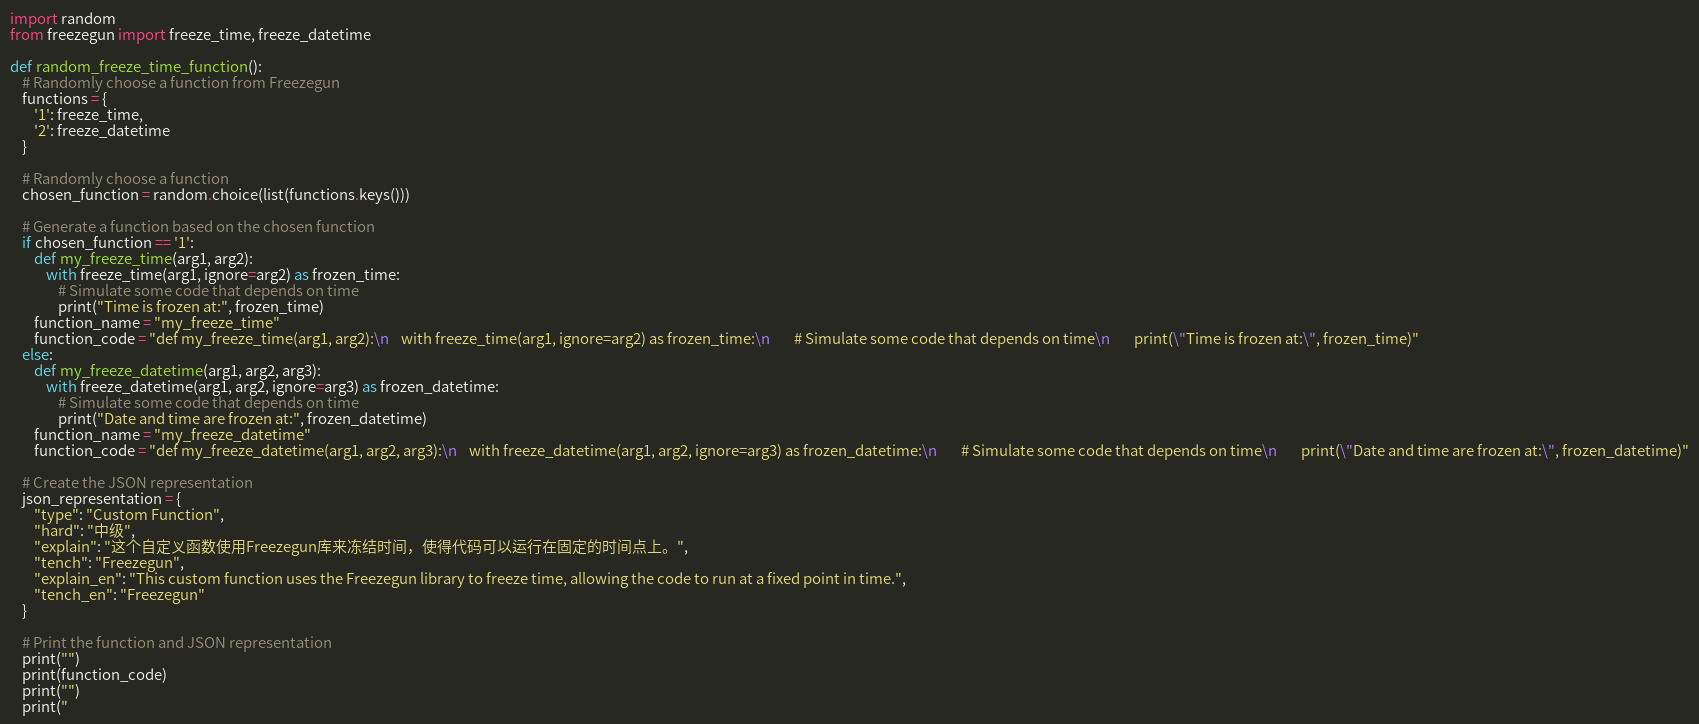 import random
from freezegun import freeze_time, freeze_datetime

def random_freeze_time_function():
    # Randomly choose a function from Freezegun
    functions = {
        '1': freeze_time,
        '2': freeze_datetime
    }

    # Randomly choose a function
    chosen_function = random.choice(list(functions.keys()))

    # Generate a function based on the chosen function
    if chosen_function == '1':
        def my_freeze_time(arg1, arg2):
            with freeze_time(arg1, ignore=arg2) as frozen_time:
                # Simulate some code that depends on time
                print("Time is frozen at:", frozen_time)
        function_name = "my_freeze_time"
        function_code = "def my_freeze_time(arg1, arg2):\n    with freeze_time(arg1, ignore=arg2) as frozen_time:\n        # Simulate some code that depends on time\n        print(\"Time is frozen at:\", frozen_time)"
    else:
        def my_freeze_datetime(arg1, arg2, arg3):
            with freeze_datetime(arg1, arg2, ignore=arg3) as frozen_datetime:
                # Simulate some code that depends on time
                print("Date and time are frozen at:", frozen_datetime)
        function_name = "my_freeze_datetime"
        function_code = "def my_freeze_datetime(arg1, arg2, arg3):\n    with freeze_datetime(arg1, arg2, ignore=arg3) as frozen_datetime:\n        # Simulate some code that depends on time\n        print(\"Date and time are frozen at:\", frozen_datetime)"

    # Create the JSON representation
    json_representation = {
        "type": "Custom Function",
        "hard": "中级",
        "explain": "这个自定义函数使用Freezegun库来冻结时间，使得代码可以运行在固定的时间点上。",
        "tench": "Freezegun",
        "explain_en": "This custom function uses the Freezegun library to freeze time, allowing the code to run at a fixed point in time.",
        "tench_en": "Freezegun"
    }

    # Print the function and JSON representation
    print("")
    print(function_code)
    print("")
    print("